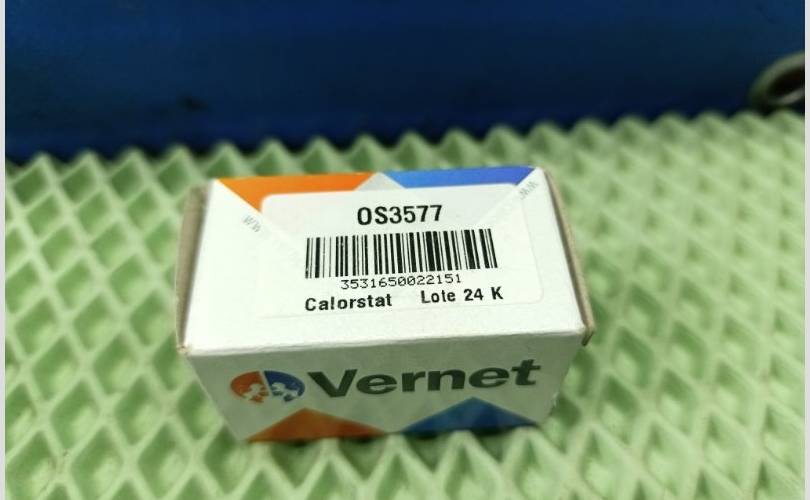 OS3577
3531650022151
Calorstat Lote 24 K
Vernet